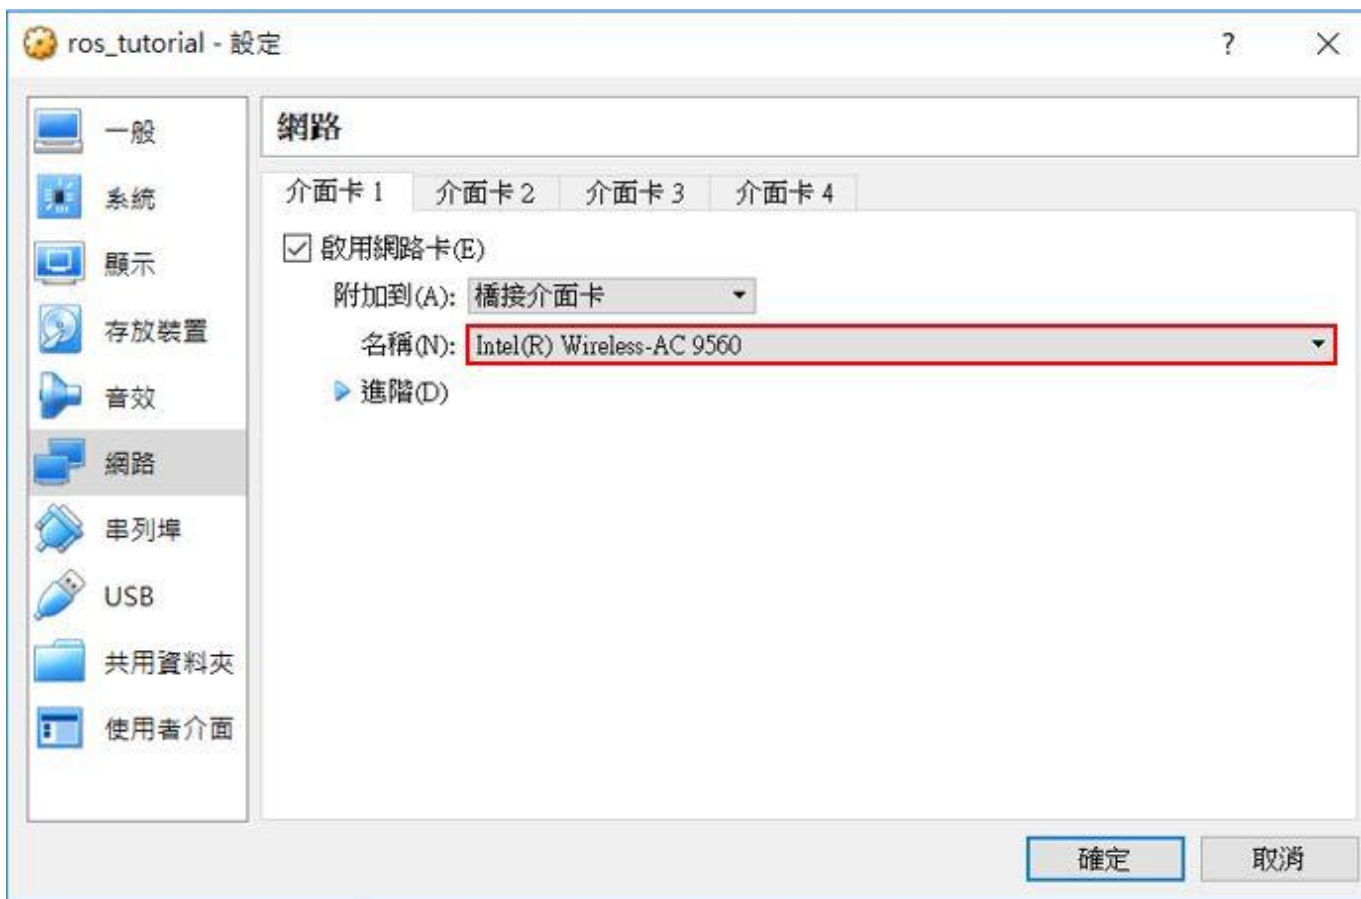 ros_tutorial - 設定
?
一般
系統
顯示
存放裝置
音效
網路
串列埠
USB
共用資料夾
使用者介面
網路
介面卡 1 介面卡 2 介面卡 3 介面卡 4
啟用網路卡(E)
附加到(A): 橋接介面卡
名稱(N): Intel(R) Wireless-AC 9560
進階(D)
確定 取消